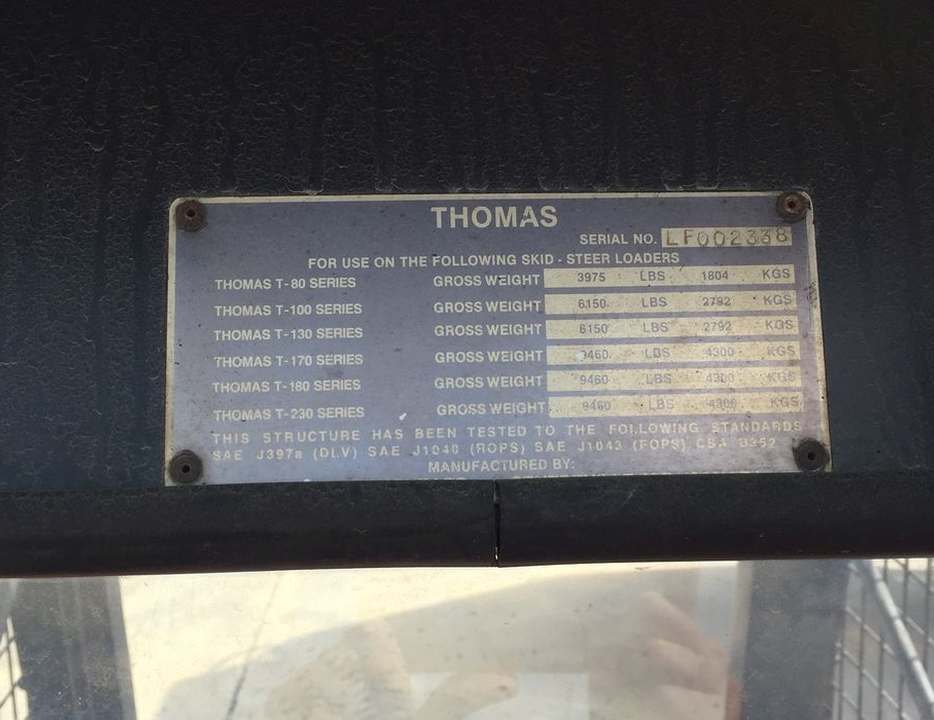 THOMAS
SERIAL NO. LF002338
FOR USE ON THE FOLLOWING SKID - STEER LOADERS
THOMAS T-80 SERIES GROSS WEIGHT 3975 LBS 1804 KGS
THOMAS T-100 SERIES GROSS WEIGHT 6150 LBS 2792 KGS
THOMAS T-130 SERIES GROSS WEIGHT 6150 LBS 2792 KGS
THOMAS T-170 SERIES GROSS WEIGHT 9460 LBS 4300 KGS
THOMAS T-180 SERIES GROSS WEIGHT 9460 LBS 4300 KGS
THOMAS T-230 SERIES GROSS WEIGHT 9460 LBS 4300 KGS
THIS STRUCTURE HAS BEEN TESTED TO THE FOLLOWING STANDARDS
SAE J397a (DLV) SAE J1040 (ROPS) SAE J1043 (FOPS) CSA B352
MANUFACTURED BY: